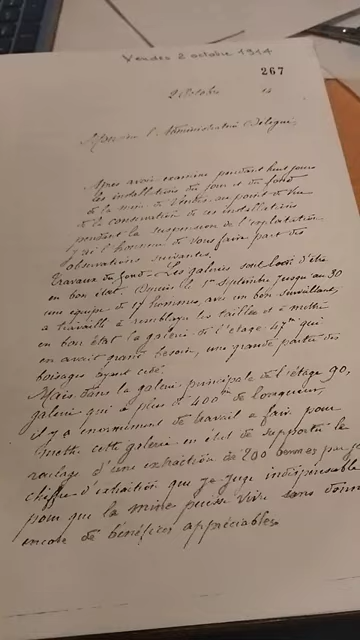 Vendes 2 octobre 1914
267
2 Octobre 14
Monsieur l'Administrateur Délégué,
Après avoir examiné pendant huit jours
les installations du jour et du fond
de la mine de Vendes au point de vue
de la conservation de ces installations
pendant la suspension de l'exploitation
j'ai l'honneur de vous faire part des
observations suivantes,
Travaux du fond. Les galeries sont loin d'être
en bon état. Depuis le 1er Septembre jusqu'au 30
une équipe de 17 hommes, avec un bon surveillant,
a travaillé à remblayer les tailles et à mettre
en bon état la galerie de l'étage 47m qui
en avait grand besoin, une grande partie des
boisages ayant cédé.
Mais dans la galerie principale de l'étage 90,
galerie qui a plus de 400m de longueur,
il y a énormément de travail à faire pour
mettre cette galerie en état de supporter le
roulage d'une extraction de 200 tonnes par
chiffre d'extraction que je juge indispensable
pour que la mine puisse vivre sans
encore de bénéfices appréciables